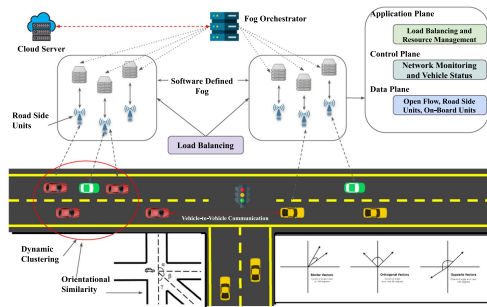 Fog Orchestrator
Cloud Server
Application Plane
Load Balancing and
Resource Management
Control Plane
Network Monitoring
and Vehicle Status
Data Plane
Open Flow, Road Side
Units, On-Board Units
Software Defined
Fog
Road Side
Units
Load Balancing
Vehicle-to-Vehicle Communication
Dynamic
Clustering
Orientational
Similarity
Similar Vectors
Orthogonal Vectors
Opposite Vectors